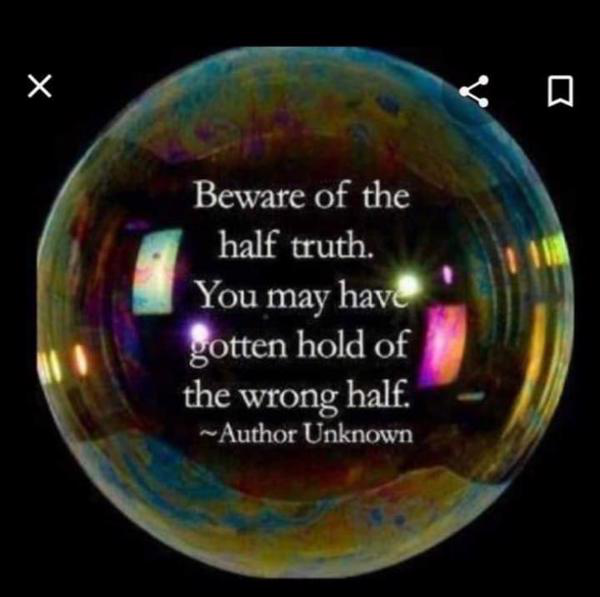 Beware of the
half truth.
You may have
gotten hold of
the wrong half.
~Author Unknown